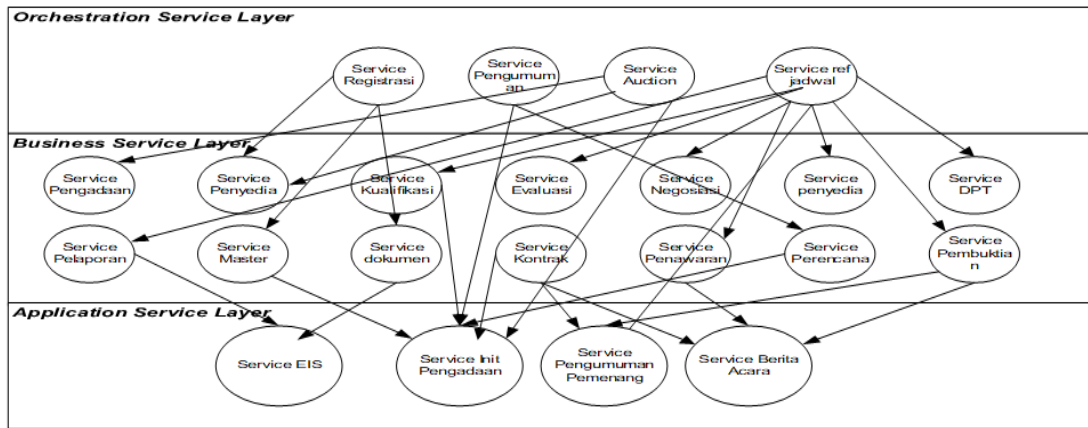 Orchestration Service Layer
Service
Registrasi
Service
Pengumum
an
Service
Auction
Service ref
jadwal
Business Service Layer
Service
Pengadaan
Service
Penyedia
Service
Kualifikasi
Service
Evaluasi
Service
Negosiasi
Service
penyedia
Service
DPT
Service
Pelaporan
Service
Master
Service
dokumen
Service
Kontrak
Service
Penawaran
Service
Perencana
Service
Pembuktia
n
Application Service Layer
Service EIS
Service Init
Pengadaan
Service
Pengumuman
Pemenang
Service Berita
Acara